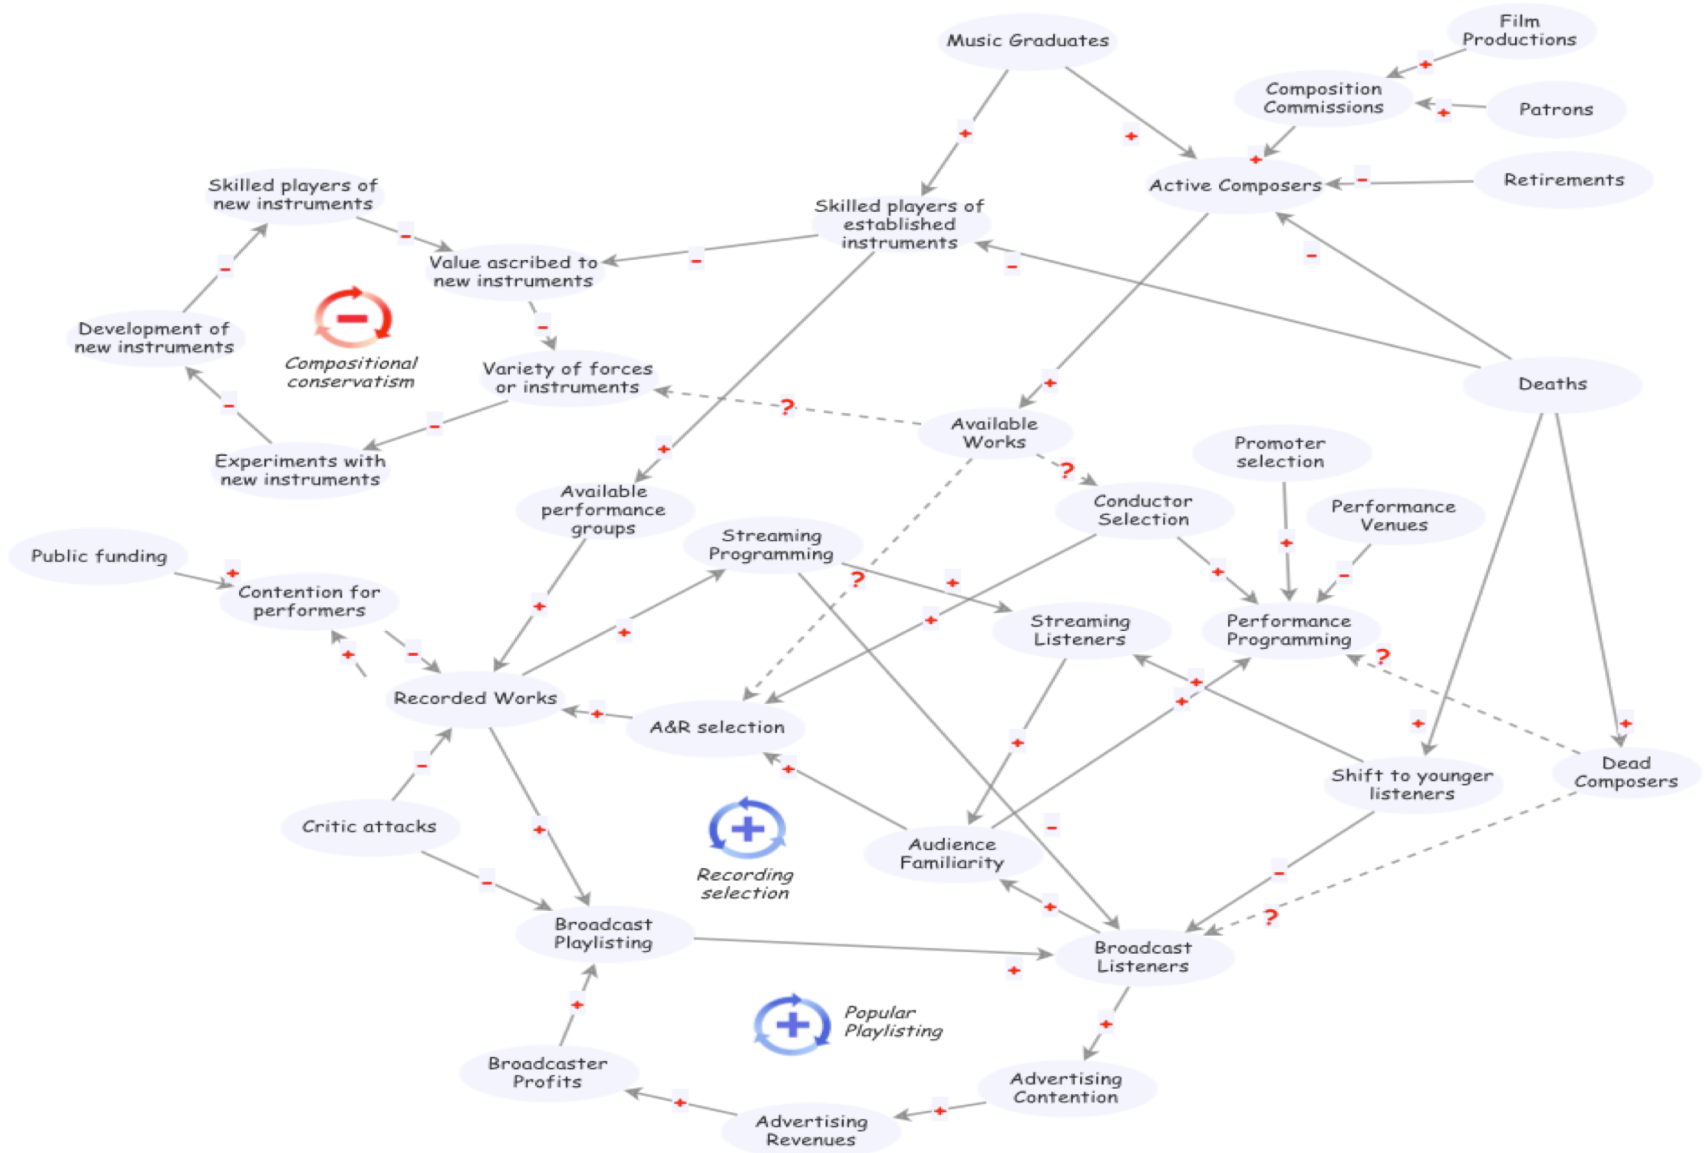 Film
Productions
Music Graduates
Composition
Commissions
Patrons
Retirements
Active Composers
Skilled players of
new instruments
Skilled players of
established
instruments
Value ascribed to
new instruments
Development of
new instruments
Compositional
conservatism
Variety of forces
or instruments
Deaths
Available
Works
Promoter
selection
Experiments with
new instruments
Available
performance
groups
Conductor
Selection
Performance
Venues
Streaming
Programming
Public funding
Contention for
performers
Streaming
Listeners
Performance
Programming
Recorded Works
A&R selection
Shift to younger
listeners
Dead
Composers
Critic attacks
Audience
Familiarity
Recording
selection
Broadcast
Playlisting
Broadcast
Listeners
Popular
Playlisting
Broadcaster
Profits
Advertising
Contention
Advertising
Revenues
+
+
+
+
+
−
−
−
−
−
−
−
−
+
?
−
−
+
?
?
+
−
+
+
+
+
+
+
−
+
+
?
+
+
+
+
+
−
+
+
+
−
+
−
−
+
?
+
+
+
+
+
−
+
+